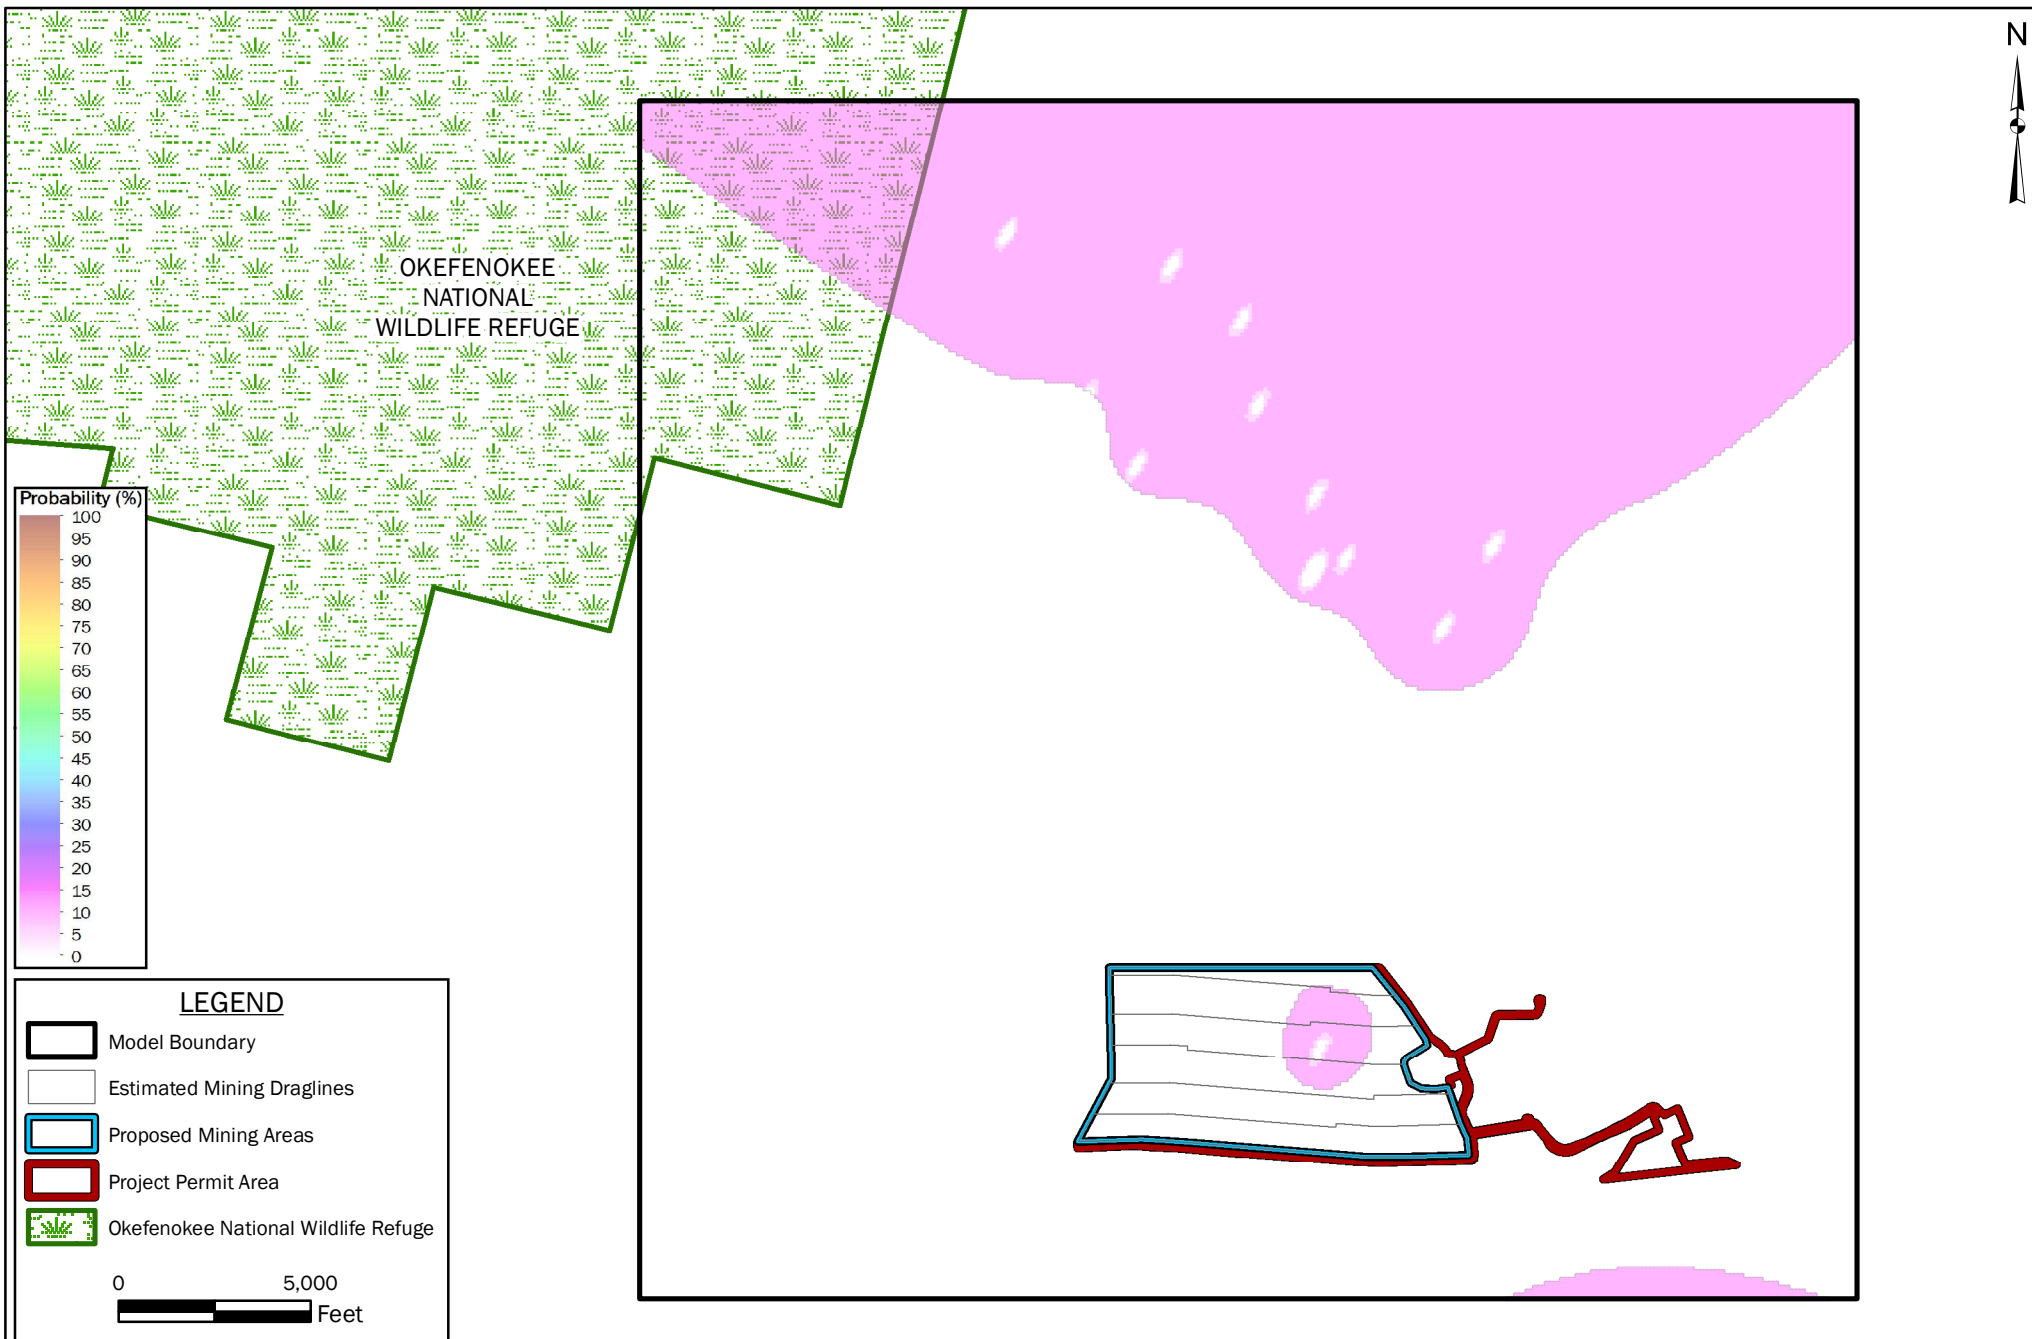 N
OKEFENOKEE
NATIONAL
WILDLIFE REFUGE
Probability (%)
100
95
90
85
80
75
70
65
60
55
50
45
40
35
30
25
20
15
10
5
0
LEGEND
Model Boundary
Estimated Mining Draglines
Proposed Mining Areas
Project Permit Area
Okefenokee National Wildlife Refuge
0 5,000
Feet